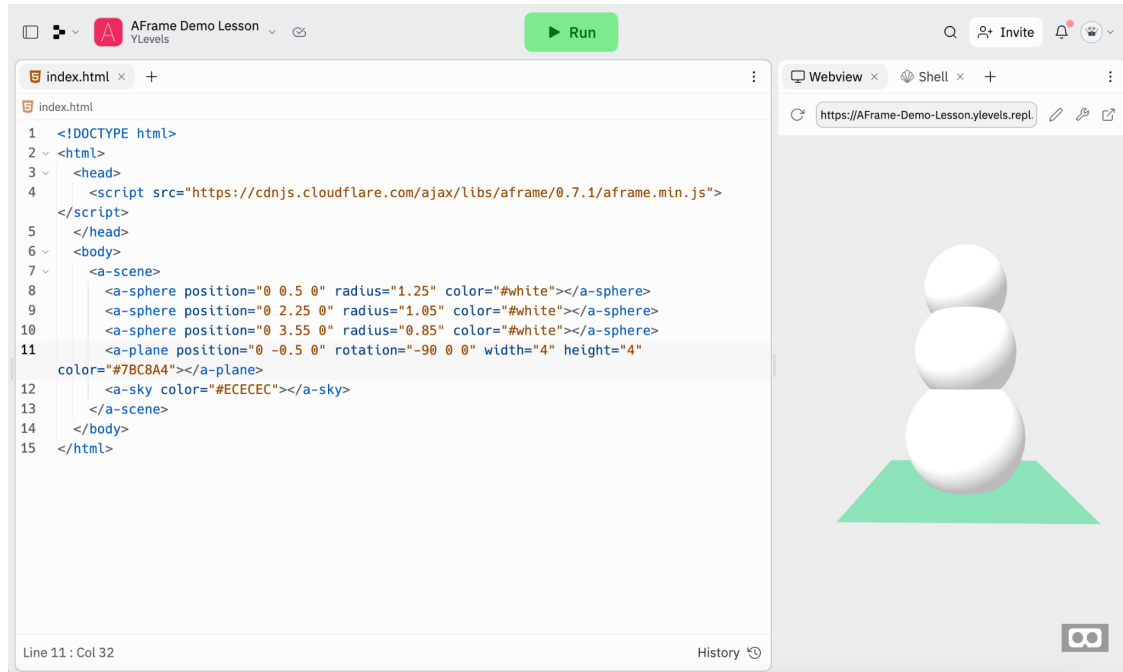 AFrame Demo Lesson
YLevels
Run
Invite
index.html
Webview
Shell
index.html
https://AFrame-Demo-Lesson.ylevels.repl.
1 <!DOCTYPE html>
2 <html>
3 <head>
4 <script src="https://cdnjs.cloudflare.com/ajax/libs/aframe/0.7.1/aframe.min.js">
</script>
5 </head>
6 <body>
7 <a-scene>
8 <a-sphere position="0 0.5 0" radius="1.25" color="#white"></a-sphere>
9 <a-sphere position="0 2.25 0" radius="1.05" color="#white"></a-sphere>
10 <a-sphere position="0 3.55 0" radius="0.85" color="#white"></a-sphere>
11 <a-plane position="0 -0.5 0" rotation="-90 0 0" width="4" height="4"
color="#7BC8A4"></a-plane>
12 <a-sky color="#ECECEC"></a-sky>
13 </a-scene>
14 </body>
15 </html>
Line 11 : Col 32
History